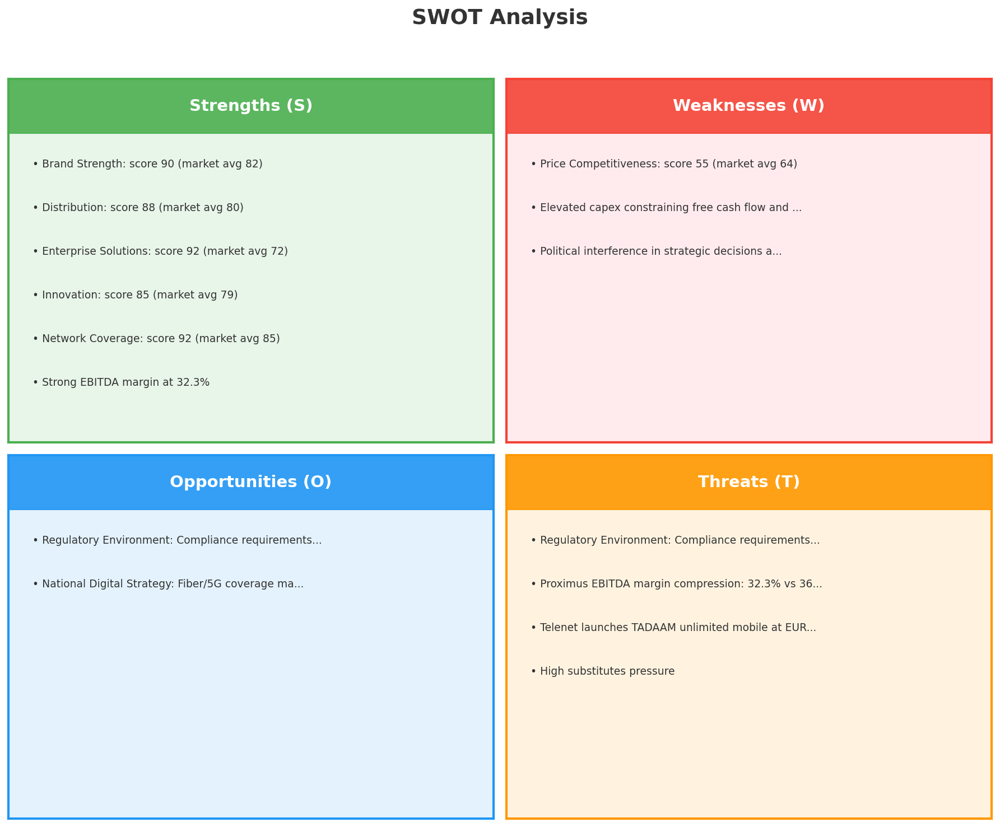 SWOT Analysis
Strengths (S)
• Brand Strength: score 90 (market avg 82)
• Distribution: score 88 (market avg 80)
• Enterprise Solutions: score 92 (market avg 72)
• Innovation: score 85 (market avg 79)
• Network Coverage: score 92 (market avg 85)
• Strong EBITDA margin at 32.3%
Weaknesses (W)
• Price Competitiveness: score 55 (market avg 64)
• Elevated capex constraining free cash flow and ...
• Political interference in strategic decisions a...
Opportunities (O)
• Regulatory Environment: Compliance requirements...
• National Digital Strategy: Fiber/5G coverage ma...
Threats (T)
• Regulatory Environment: Compliance requirements...
• Proximus EBITDA margin compression: 32.3% vs 36...
• Telenet launches TADAAM unlimited mobile at EUR...
• High substitutes pressure